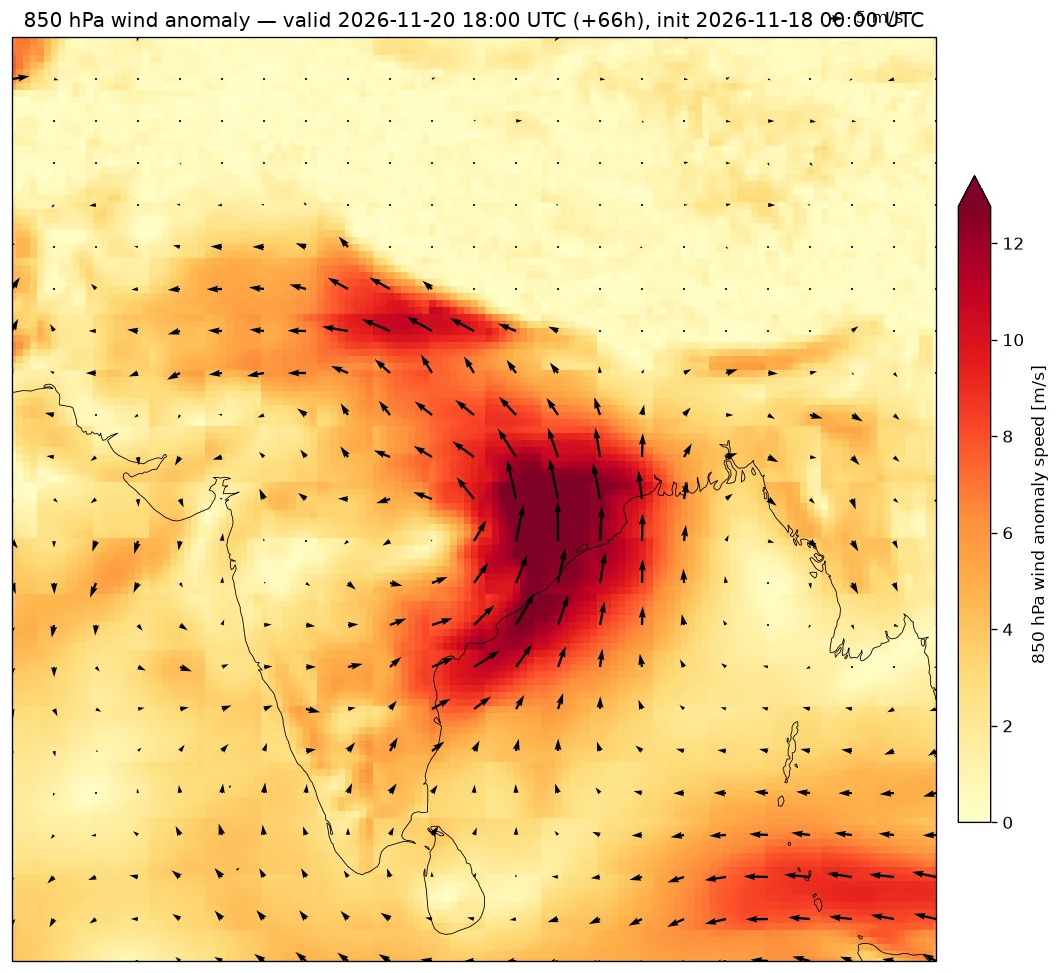 850 hPa wind anomaly — valid 2026-11-20 18:00 UTC (+66h), init 2026-11-18 00:00 UTC
5 m/s
12
10
8
6
4
2
0
850 hPa wind anomaly speed [m/s]